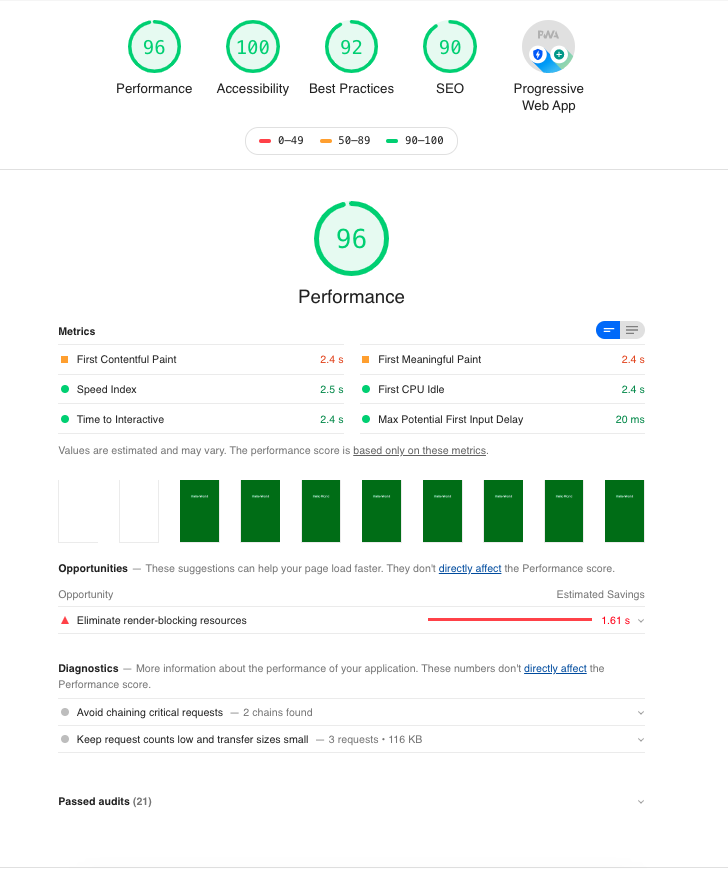 96
100
92
90
PWA
Performance
Accessibility
Best Practices
SEO
Progressive
Web App
0–49
50–89
90–100
96
Performance
Metrics
First Contentful Paint 2.4 s
First Meaningful Paint 2.4 s
Speed Index 2.5 s
First CPU Idle 2.4 s
Time to Interactive 2.4 s
Max Potential First Input Delay 20 ms
Values are estimated and may vary. The performance score is based only on these metrics.
Opportunities — These suggestions can help your page load faster. They don't directly affect the Performance score.
Opportunity Estimated Savings
Eliminate render-blocking resources 1.61 s
Diagnostics — More information about the performance of your application. These numbers don't directly affect the
Performance score.
Avoid chaining critical requests — 2 chains found
Keep request counts low and transfer sizes small — 3 requests • 116 KB
Passed audits (21)